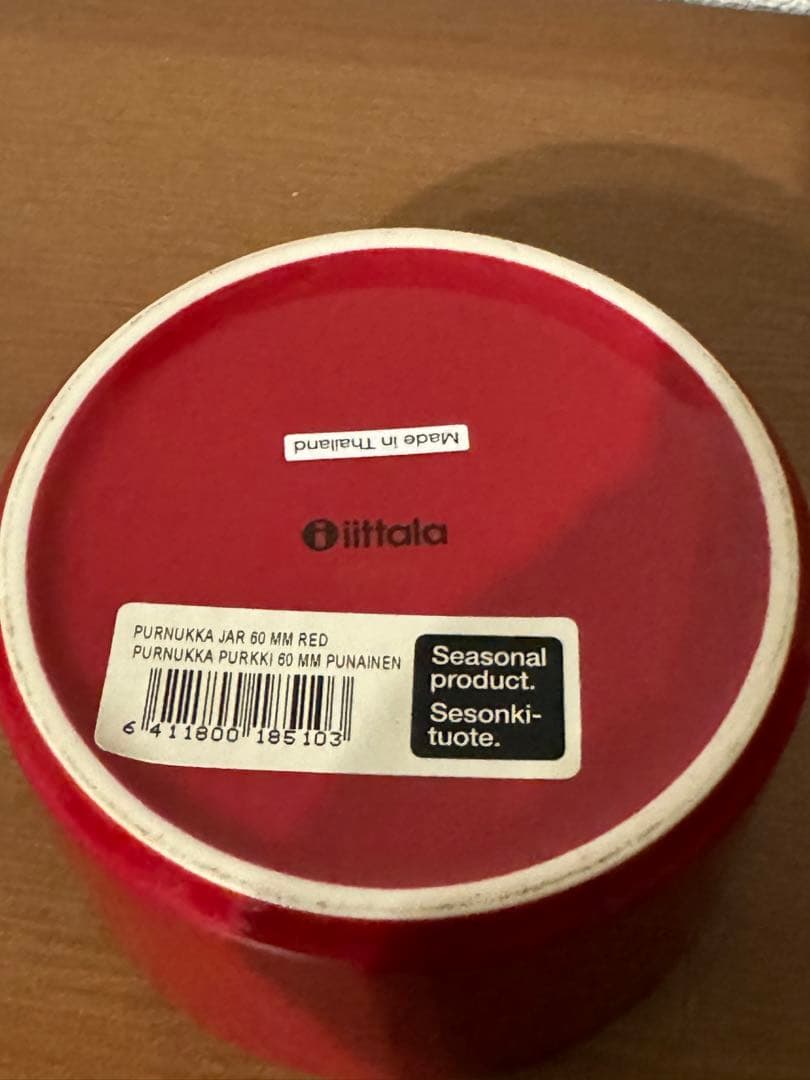 Made in Thailand
iittala
PURNUKKA JAR 60 MM RED
PURNUKKA PURKKI 60 MM PUNAINEN
6 411800 185103
Seasonal
product.
Sesonki-
tuote.